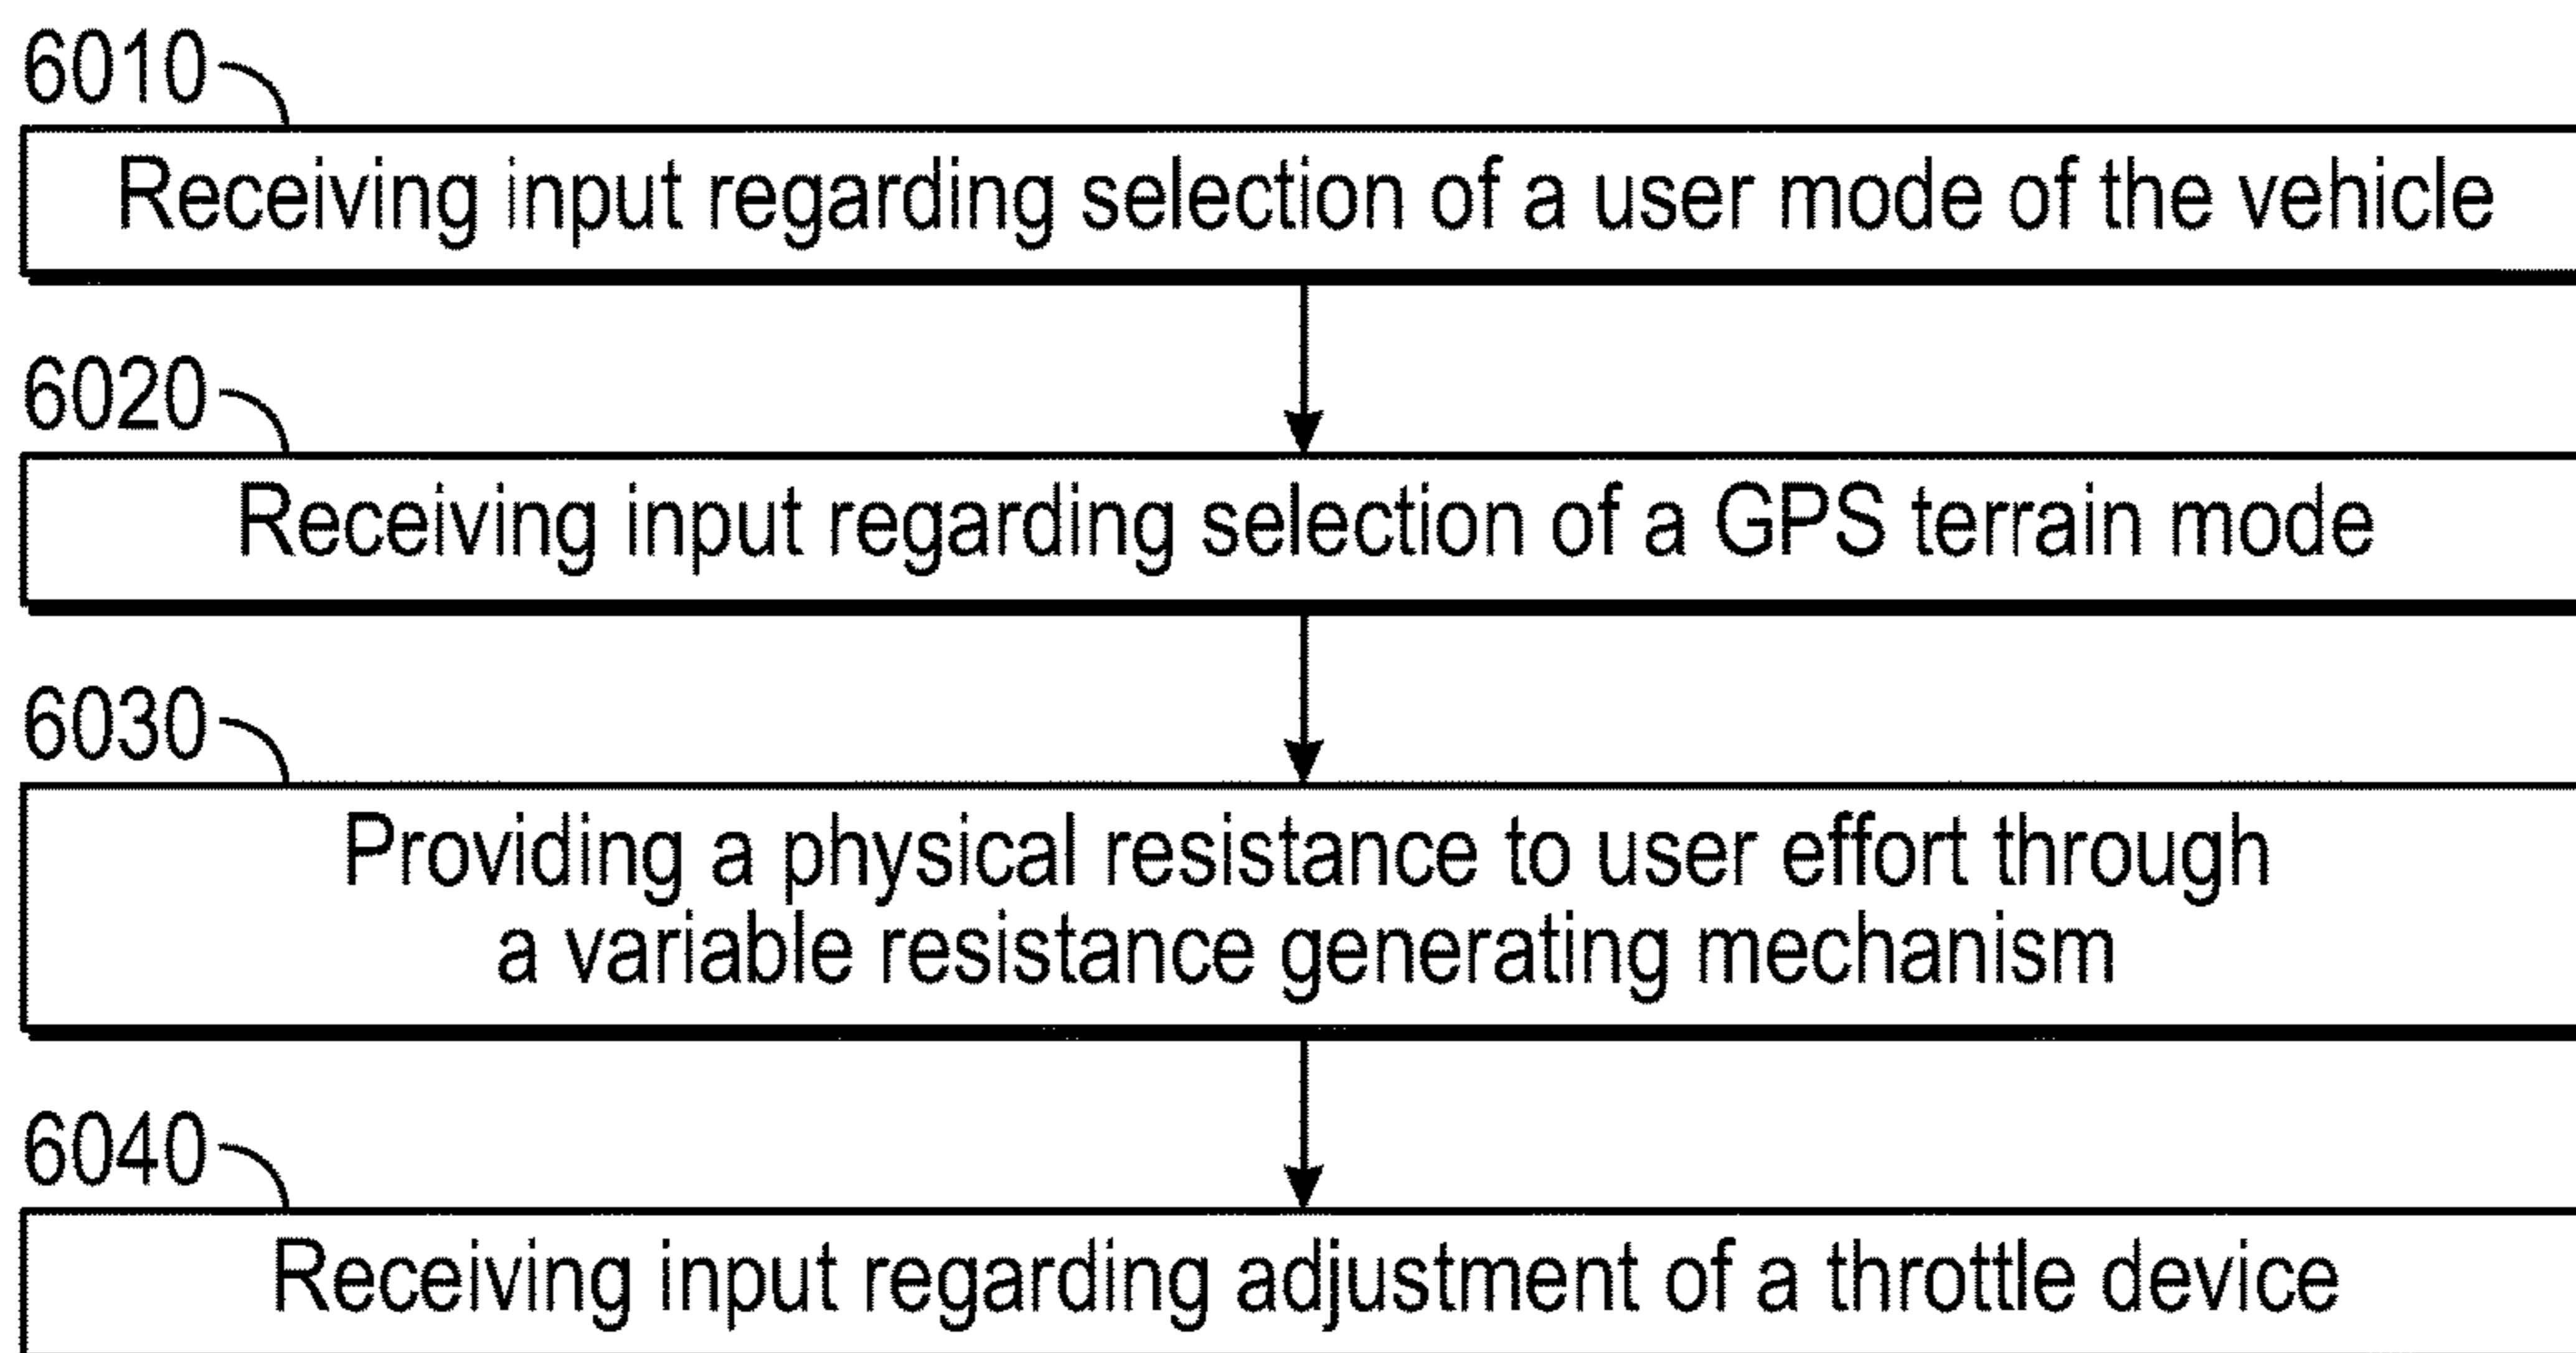 6010
Receiving input regarding selection of a user mode of the vehicle
6020
Receiving input regarding selection of a GPS terrain mode
6030
Providing a physical resistance to user effort through
a variable resistance generating mechanism
6040
Receiving input regarding adjustment of a throttle device